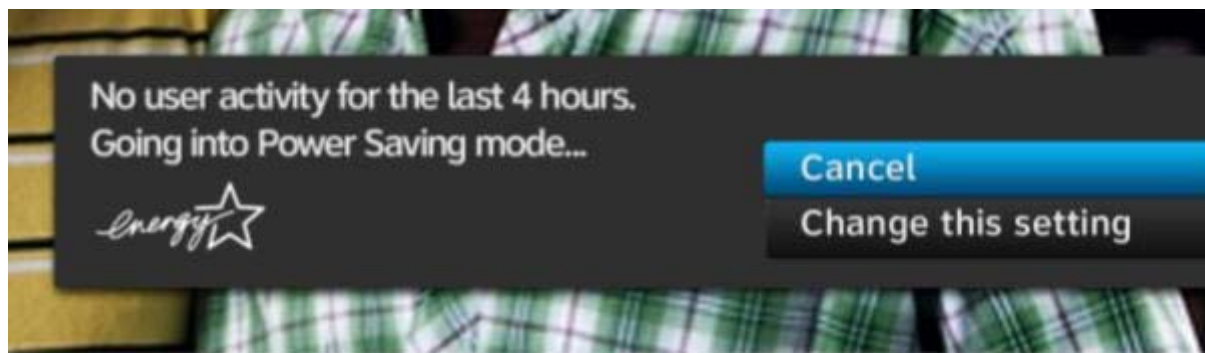 No user activity for the last 4 hours.
Going into Power Saving mode...
energy
Cancel
Change this setting